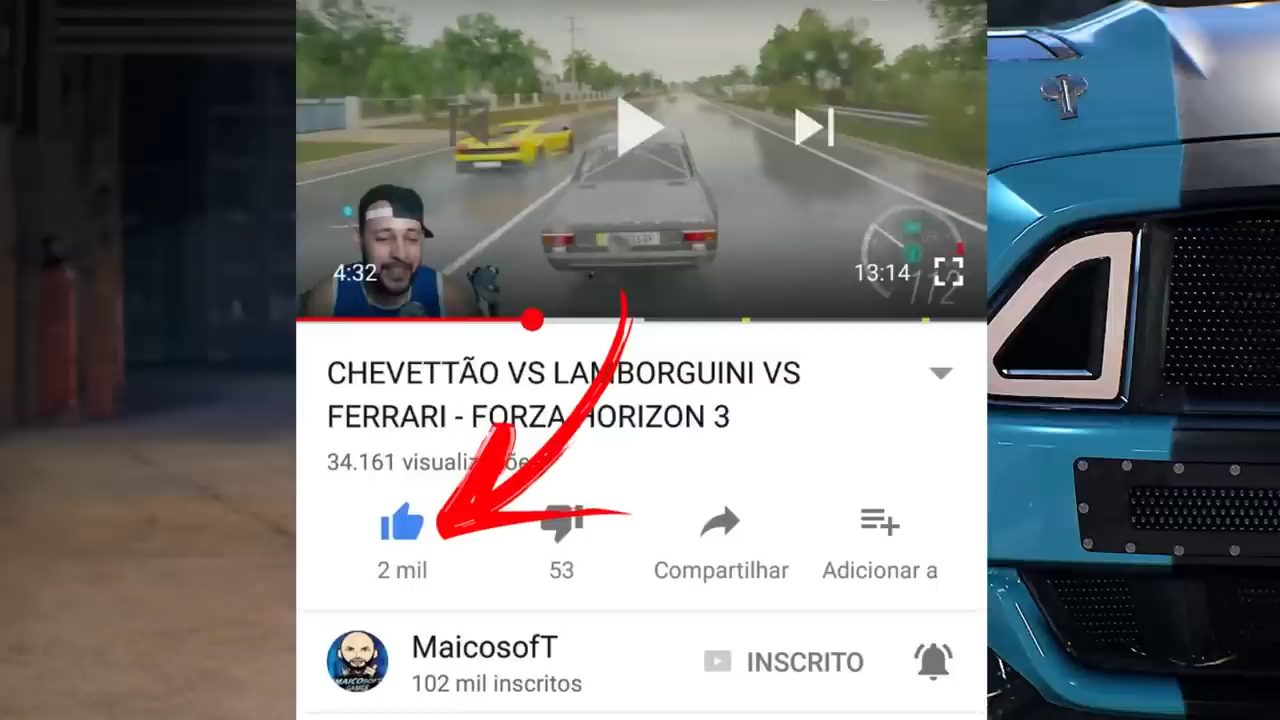 4:32
13:14
112
CHEVETTÃO VS LAMBORGUINI VS
FERRARI - FORZA HORIZON 3
34.161 visualizações
2 mil
53
Compartilhar
Adicionar a
MaicosofT
INSCRITO
102 mil inscritos